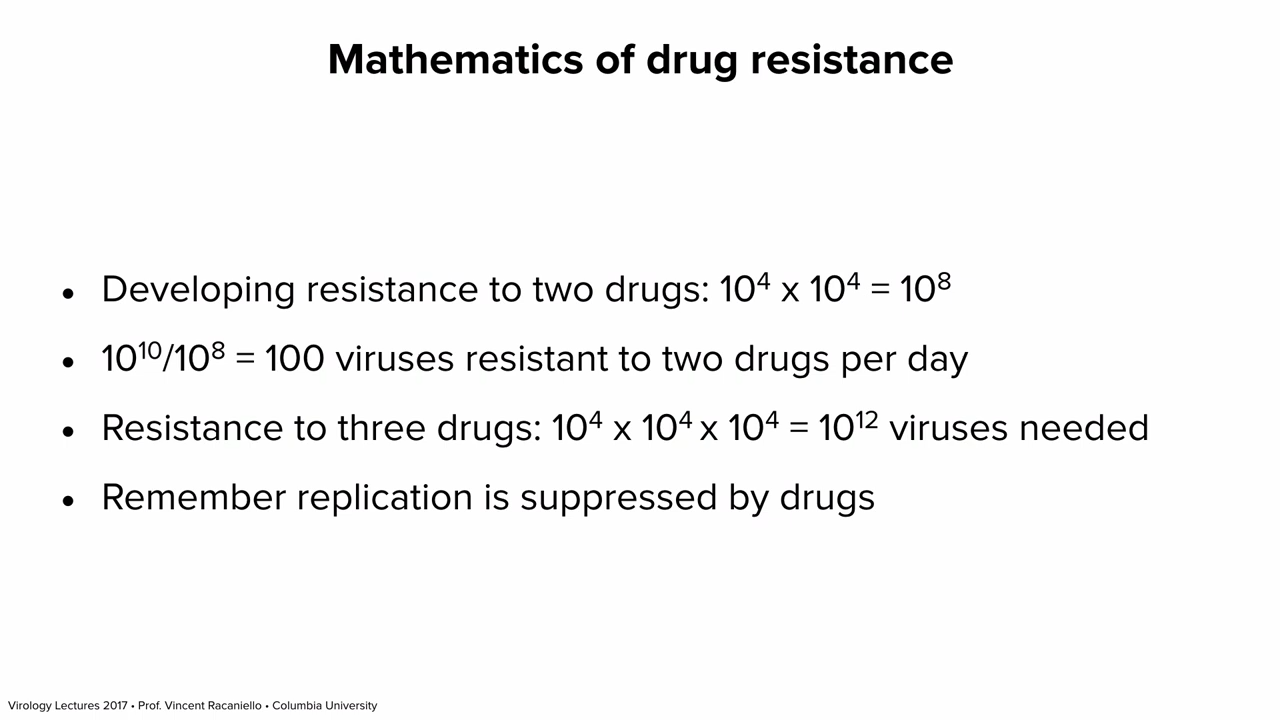 Mathematics of drug resistance
• Developing resistance to two drugs: 10⁴ x 10⁴ = 10⁸
• 10¹⁰/10⁸ = 100 viruses resistant to two drugs per day
• Resistance to three drugs: 10⁴ x 10⁴ x 10⁴ = 10¹² viruses needed
• Remember replication is suppressed by drugs
Virology Lectures 2017 • Prof. Vincent Racaniello • Columbia University